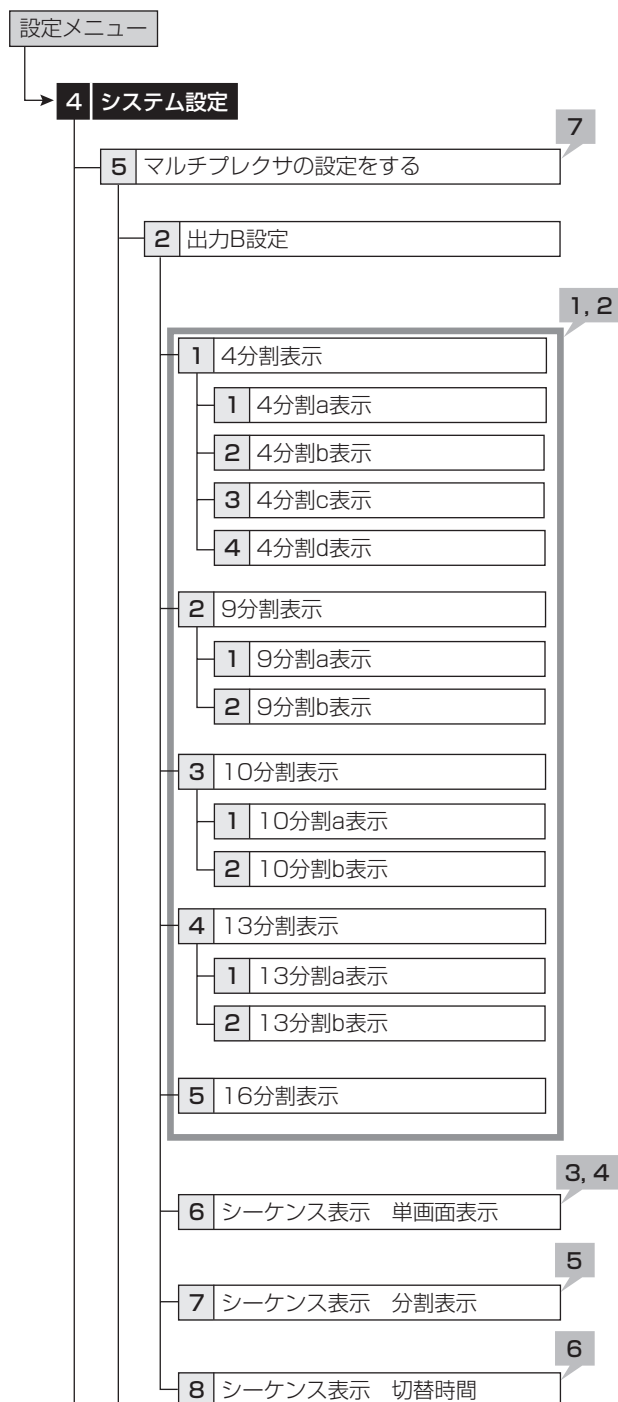 設定メニュー
4 システム設定
7
5 マルチプレクサの設定をする
2 出力B設定
1, 2
1 4分割表示
1 4分割a表示
2 4分割b表示
3 4分割c表示
4 4分割d表示
2 9分割表示
1 9分割a表示
2 9分割b表示
3 10分割表示
1 10分割a表示
2 10分割b表示
4 13分割表示
1 13分割a表示
2 13分割b表示
5 16分割表示
3, 4
6 シーケンス表示　単画面表示
5
7 シーケンス表示　分割表示
6
8 シーケンス表示　切替時間